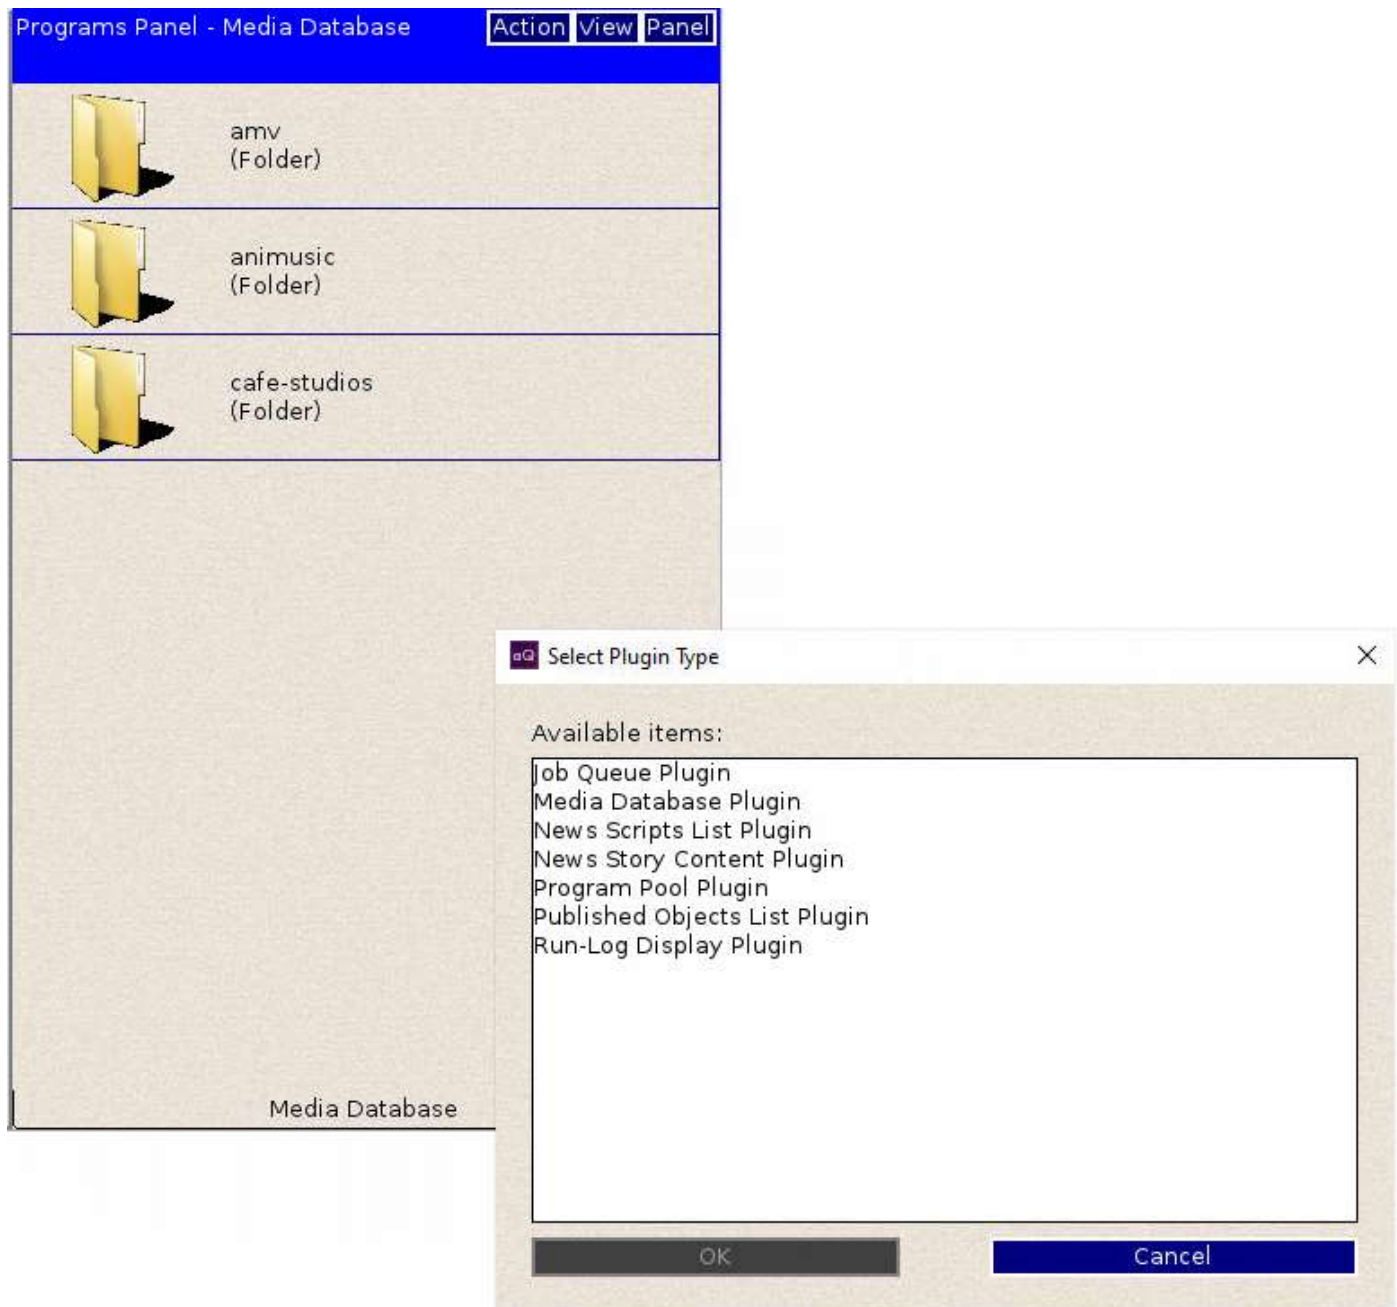 Programs Panel - Media Database Action View Panel
amv
(Folder)
animusic
(Folder)
cafe-studios
(Folder)
Media Database
aQ Select Plugin Type
Available items:
Job Queue Plugin
Media Database Plugin
News Scripts List Plugin
News Story Content Plugin
Program Pool Plugin
Published Objects List Plugin
Run-Log Display Plugin
OK Cancel